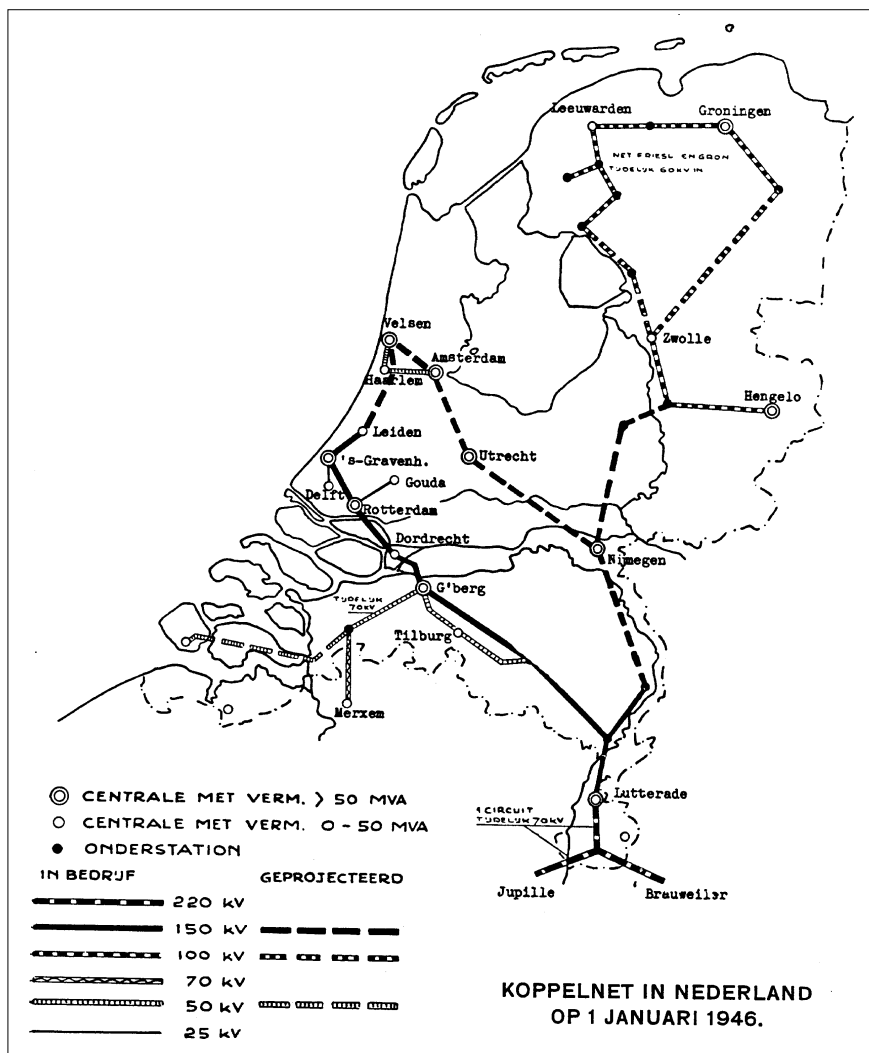 Leeuwarden
Groningen
NET FRIESL EN GRON
TIJDELIJK 60 KV IN
Zwolle
Velsen
Amsterdam
Haarlem
Hengelo
Leiden
Utrecht
's-Gravenh.
Delft
Gouda
Rotterdam
Dordrecht
Nijmegen
G'berg
TIJDELIJK
70 KV
Tilburg
Merxem
Lutterade
1 CIRCUIT
TIJDELIJK 70 KV
Jupille
Brauweiler
CENTRALE MET VERM. > 50 MVA
CENTRALE MET VERM. 0-50 MVA
ONDERSTATION
IN BEDRIJF GEPROJECTEERD
220 KV
150 KV
100 KV
70 KV
50 KV
25 KV
KOPPELNET IN NEDERLAND
OP 1 JANUARI 1946.